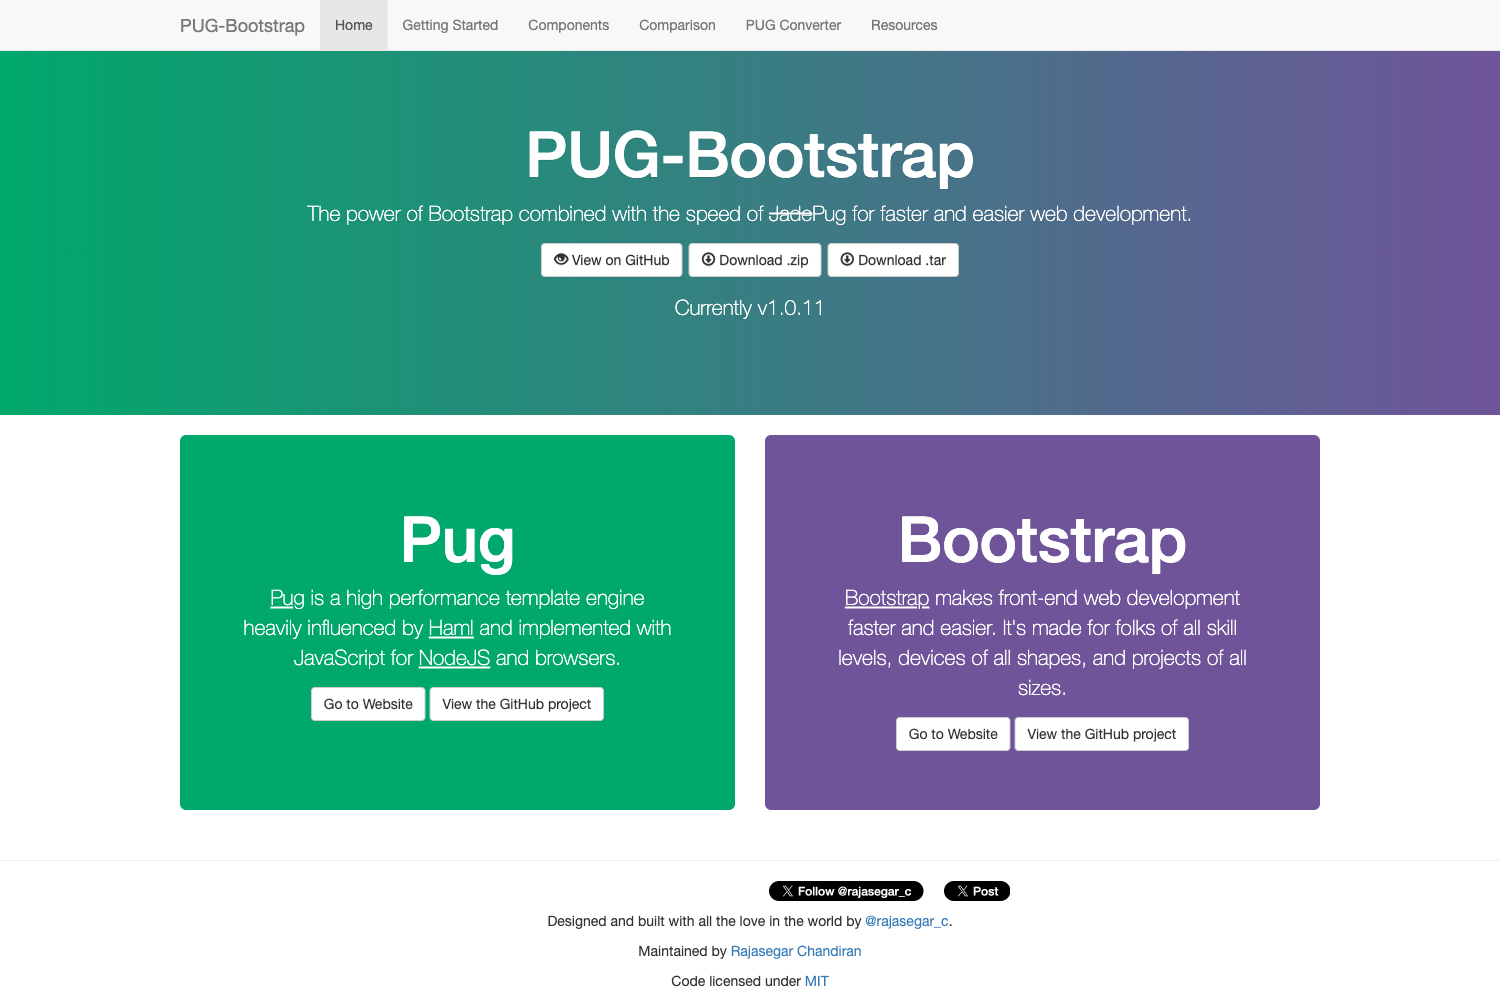 PUG-Bootstrap Home Getting Started Components Comparison PUG Converter Resources
PUG-Bootstrap
The power of Bootstrap combined with the speed of JadePug for faster and easier web development.
View on GitHub Download .zip Download .tar
Currently v1.0.11
Pug
Pug is a high performance template engine
heavily influenced by Haml and implemented with
JavaScript for NodeJS and browsers.
Go to Website View the GitHub project
Bootstrap
Bootstrap makes front-end web development
faster and easier. It's made for folks of all skill
levels, devices of all shapes, and projects of all
sizes.
Go to Website View the GitHub project
Follow @rajasegar_c Post
Designed and built with all the love in the world by @rajasegar_c.
Maintained by Rajasegar Chandiran
Code licensed under MIT